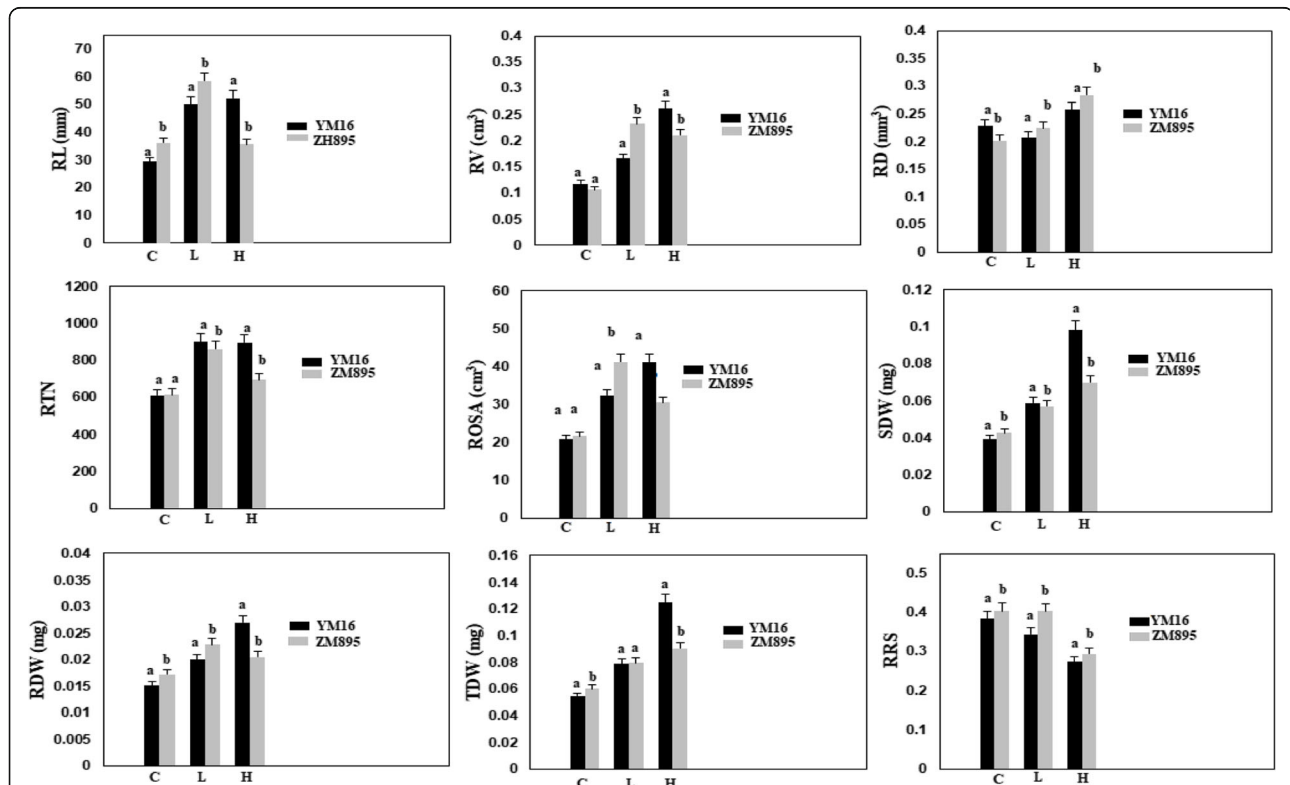 RL (mm)
70
60
50
40
30
20
10
0
a b a b a b
C L H
YM16
ZH895
RV (cm³)
0.4
0.35
0.3
0.25
0.2
0.15
0.1
0.05
0
a a a b a b
C L H
YM16
ZM895
RD (mm³)
0.4
0.35
0.3
0.25
0.2
0.15
0.1
0.05
0
a b a b a b
C L H
YM16
ZM895
RTN
1200
1000
800
600
400
200
0
a a a b a b
C L H
YM16
ZM895
ROSA (cm³)
60
50
40
30
20
10
0
a a a b a b
C L H
YM16
ZM895
SDW (mg)
0.12
0.1
0.08
0.06
0.04
0.02
0
a b a b a b
C L H
YM16
ZM895
RDW (mg)
0.04
0.035
0.03
0.025
0.02
0.015
0.01
0.005
0
a b a b a b
C L H
YM16
ZM895
TDW (mg)
0.16
0.14
0.12
0.1
0.08
0.06
0.04
0.02
0
a b a a a b
C L H
YM16
ZM895
RRS
0.5
0.4
0.3
0.2
0.1
0
a b a b a b
C L H
YM16
ZM895